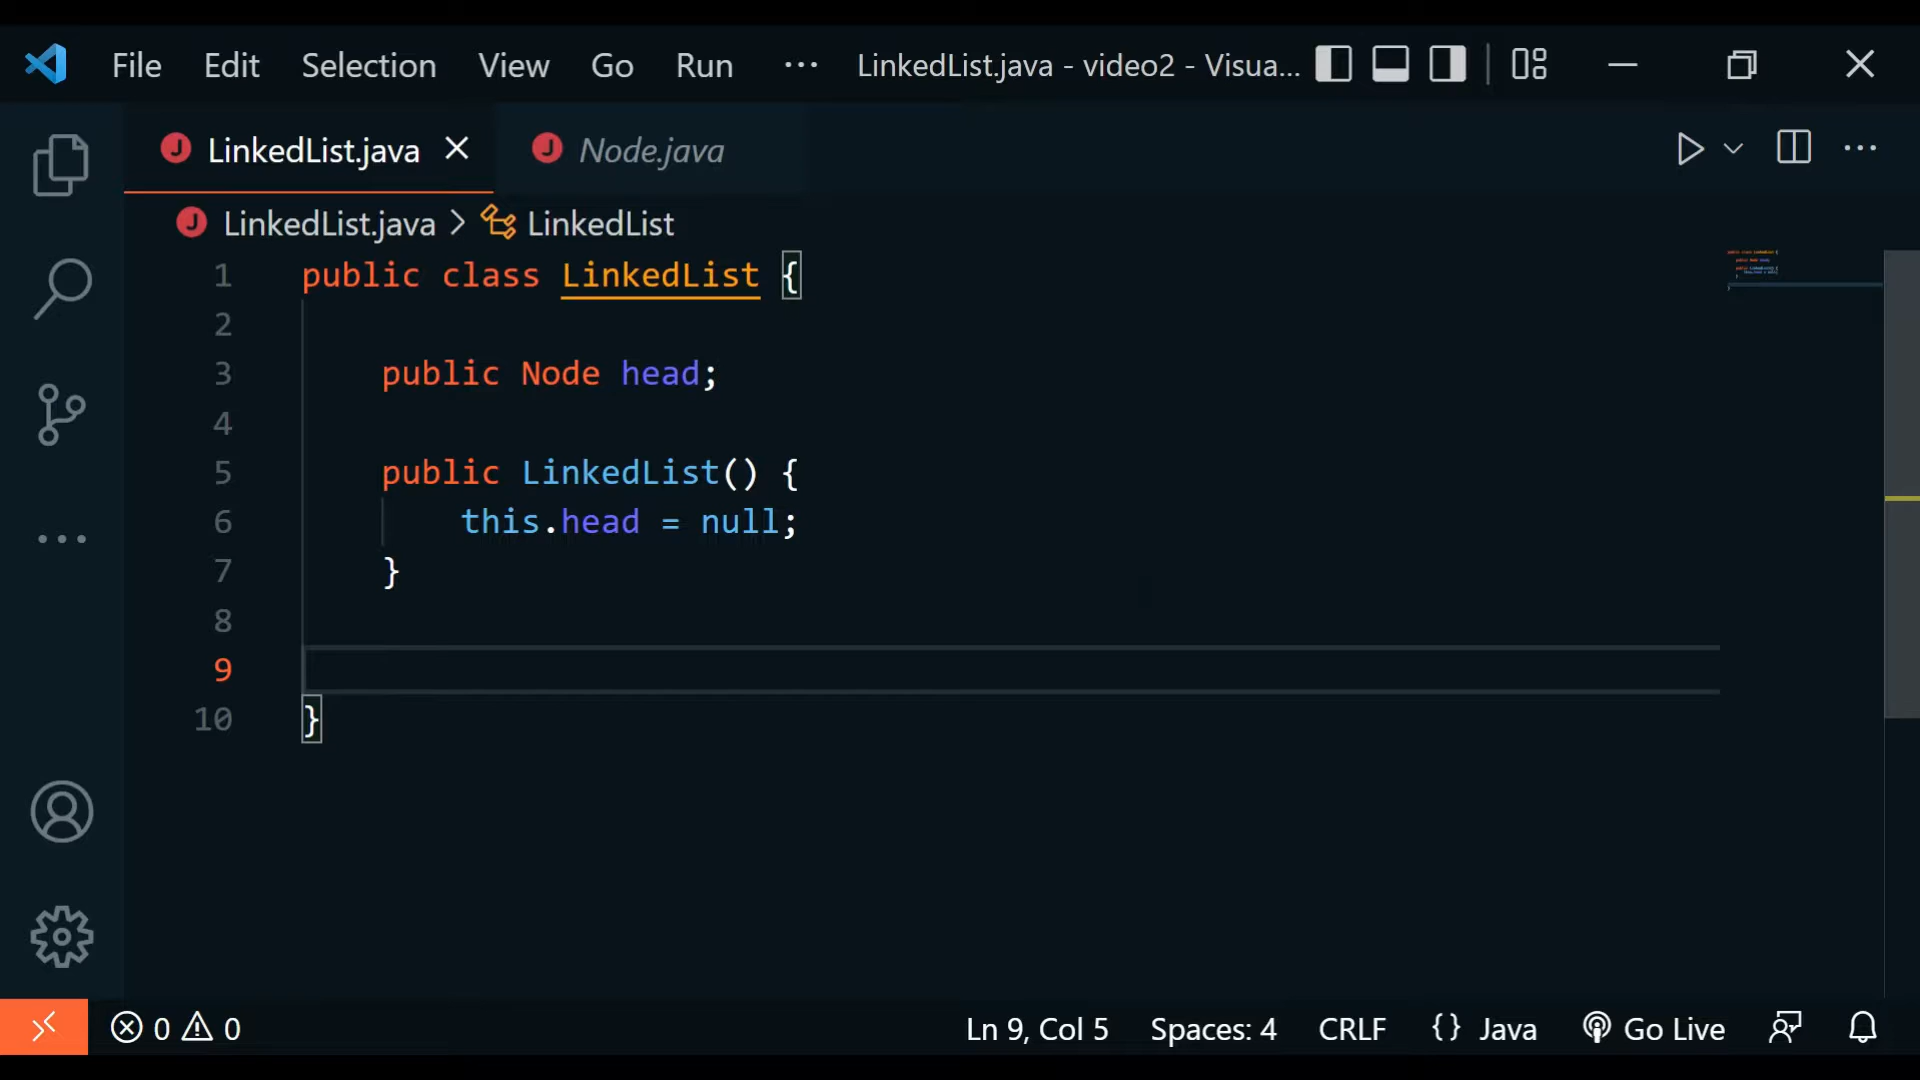 File Edit Selection View Go Run ··· LinkedList.java - video2 - Visua...
LinkedList.java Node.java
LinkedList.java > LinkedList
1 public class LinkedList {
2
3 public Node head;
4
5 public LinkedList() {
6 this.head = null;
7 }
8
9
10 }
0 0 Ln 9, Col 5 Spaces: 4 CRLF {} Java Go Live